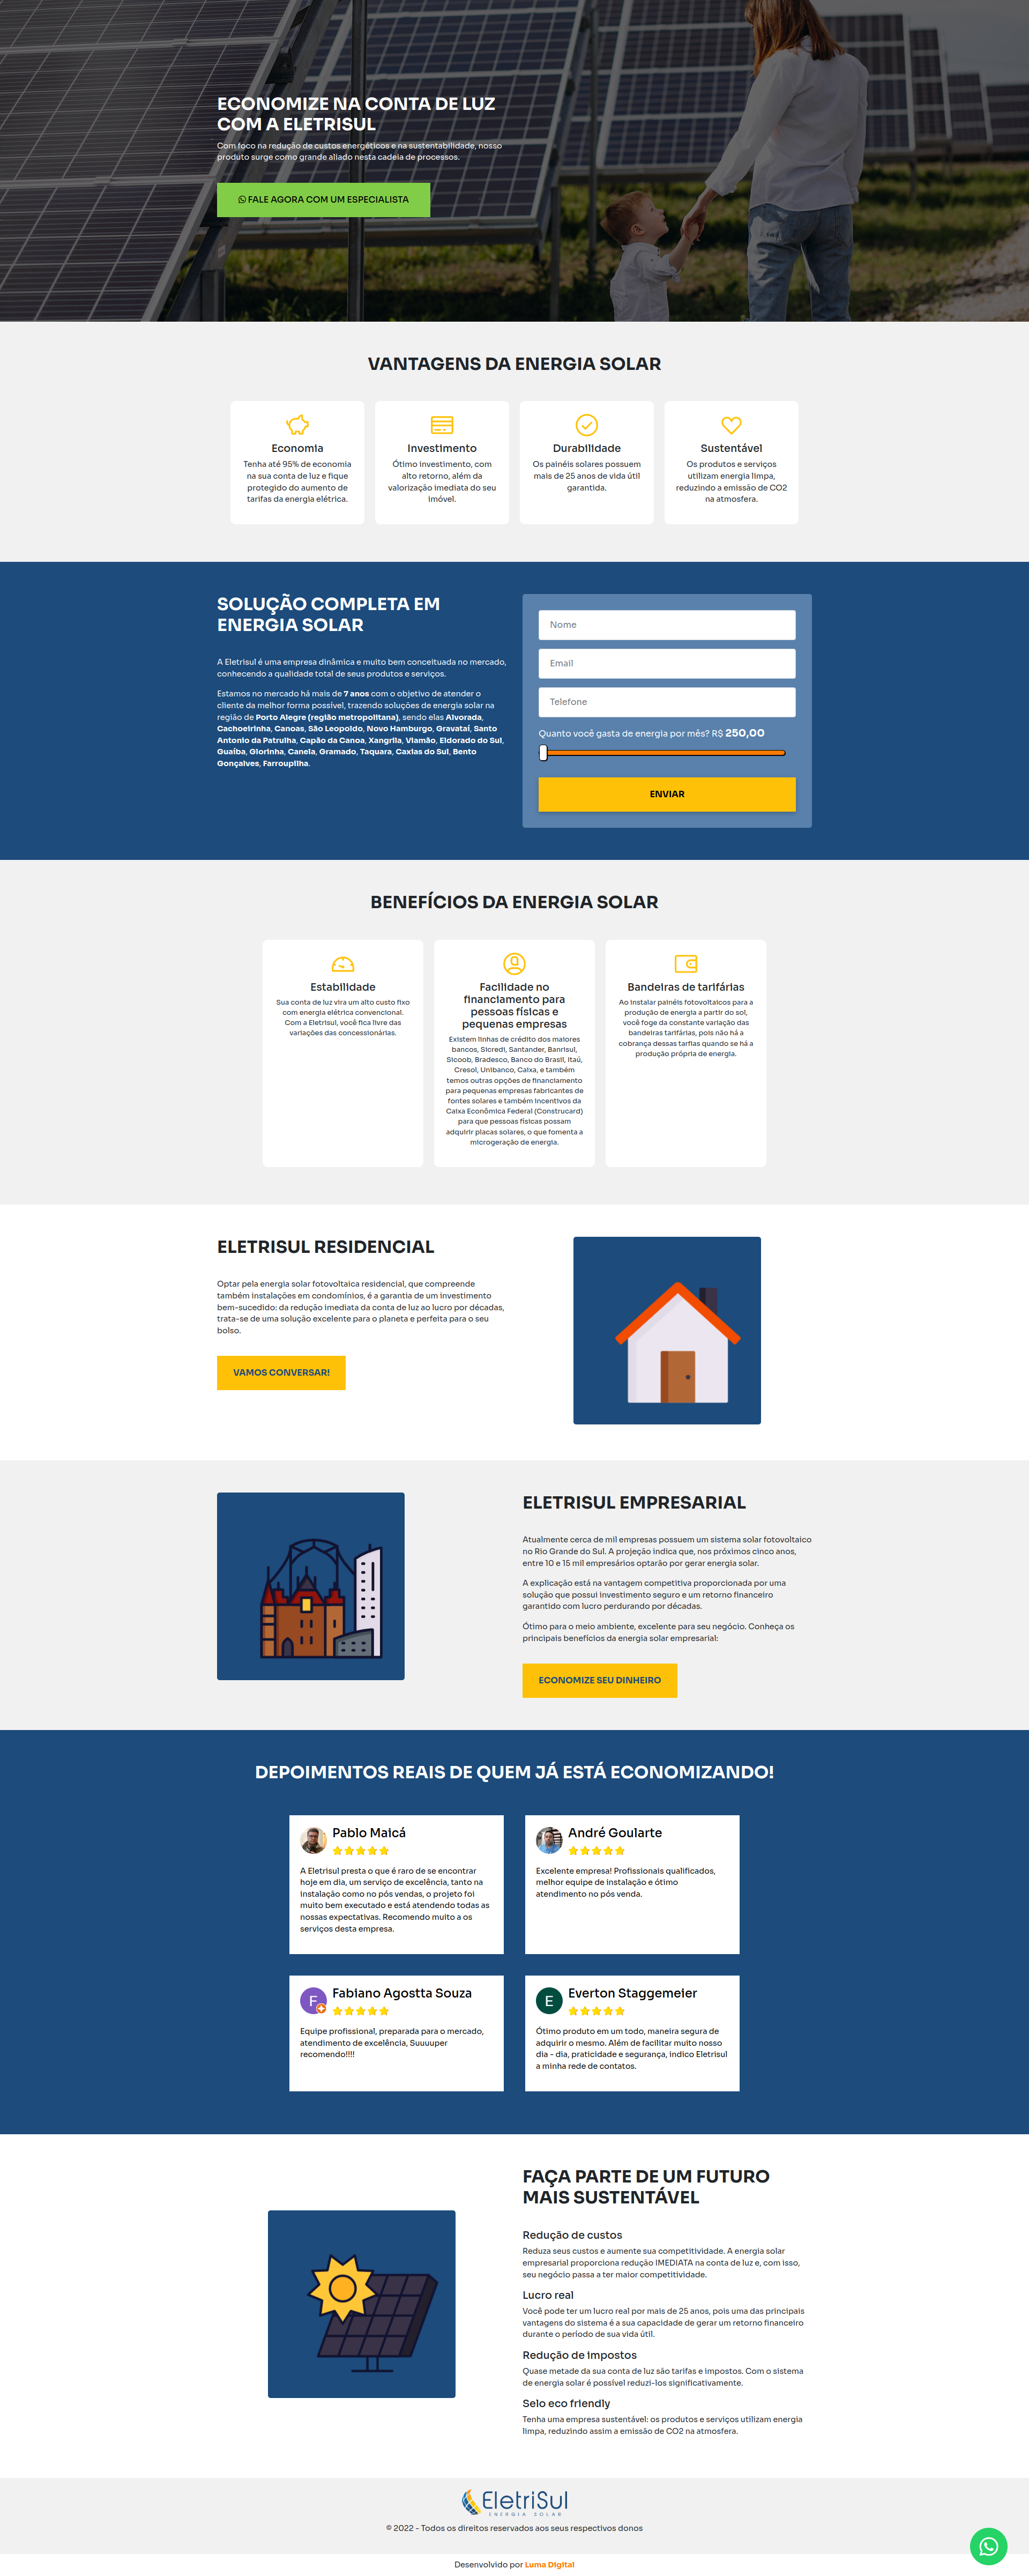 ECONOMIZE NA CONTA DE LUZ
COM A ELETRISUL
Com foco na redução de custos energéticos e na sustentabilidade, nosso
produto surge como grande aliado nesta cadeia de processos.
FALE AGORA COM UM ESPECIALISTA
VANTAGENS DA ENERGIA SOLAR
Economia
Tenha até 95% de economia
na sua conta de luz e fique
protegido do aumento de
tarifas da energia elétrica.
Investimento
Ótimo investimento, com
alto retorno, além da
valorização imediata do seu
imóvel.
Durabilidade
Os painéis solares possuem
mais de 25 anos de vida útil
garantida.
Sustentável
Os produtos e serviços
utilizam energia limpa,
reduzindo a emissão de CO2
na atmosfera.
SOLUÇÃO COMPLETA EM
ENERGIA SOLAR
A Eletrisul é uma empresa dinâmica e muito bem conceituada no mercado,
conhecendo a qualidade total de seus produtos e serviços.
Estamos no mercado há mais de 7 anos com o objetivo de atender o
cliente da melhor forma possível, trazendo soluções de energia solar na
região de Porto Alegre (região metropolitana), sendo elas Alvorada,
Cachoeirinha, Canoas, São Leopoldo, Novo Hamburgo, Gravataí, Santo
Antonio da Patrulha, Capão da Canoa, Xangrila, Viamão, Eldorado do Sul,
Guaíba, Glorinha, Canela, Gramado, Taquara, Caxias do Sul, Bento
Gonçalves, Farroupilha.
Nome
Email
Telefone
Quanto você gasta de energia por mês? R$ 250,00
ENVIAR
BENEFÍCIOS DA ENERGIA SOLAR
Estabilidade
Sua conta de luz vira um alto custo fixo
com energia elétrica convencional.
Com a Eletrisul, você fica livre das
variações das concessionárias.
Facilidade no
financiamento para
pessoas físicas e
pequenas empresas
Existem linhas de crédito dos maiores
bancos, Sicredi, Santander, Banrisul,
Sicoob, Bradesco, Banco do Brasil, Itaú,
Cresol, Unibanco, Caixa, e também
temos outras opções de financiamento
para pequenas empresas fabricantes de
fontes solares e também incentivos da
Caixa Econômica Federal (Construcard)
para que pessoas físicas possam
adquirir placas solares, o que fomenta a
microgeração de energia.
Bandeiras de tarifárias
Ao instalar painéis fotovoltaicos para a
produção de energia a partir do sol,
você foge da constante variação das
bandeiras tarifárias, pois não há a
cobrança dessas tarfias quando se há a
produção própria de energia.
ELETRISUL RESIDENCIAL
Optar pela energia solar fotovoltaica residencial, que compreende
também instalações em condomínios, é a garantia de um investimento
bem-sucedido: da redução imediata da conta de luz ao lucro por décadas,
trata-se de uma solução excelente para o planeta e perfeita para o seu
bolso.
VAMOS CONVERSAR!
ELETRISUL EMPRESARIAL
Atualmente cerca de mil empresas possuem um sistema solar fotovoltaico
no Rio Grande do Sul. A projeção indica que, nos próximos cinco anos,
entre 10 e 15 mil empresários optarão por gerar energia solar.
A explicação está na vantagem competitiva proporcionada por uma
solução que possui investimento seguro e um retorno financeiro
garantido com lucro perdurando por décadas.
Ótimo para o meio ambiente, excelente para seu negócio. Conheça os
principais benefícios da energia solar empresarial:
ECONOMIZE SEU DINHEIRO
DEPOIMENTOS REAIS DE QUEM JÁ ESTÁ ECONOMIZANDO!
Pablo Maicá
A Eletrisul presta o que é raro de se encontrar
hoje em dia, um serviço de excelência, tanto na
instalação como no pós vendas, o projeto foi
muito bem executado e está atendendo todas as
nossas expectativas. Recomendo muito a os
serviços desta empresa.
André Goularte
Excelente empresa! Profissionais qualificados,
melhor equipe de instalação e ótimo
atendimento no pós venda.
F
Fabiano Agostta Souza
Equipe profissional, preparada para o mercado,
atendimento de excelência, Suuuuper
recomendo!!!!
E
Everton Staggemeier
Ótimo produto em um todo, maneira segura de
adquirir o mesmo. Além de facilitar muito nosso
dia - dia, praticidade e segurança, indico Eletrisul
a minha rede de contatos.
FAÇA PARTE DE UM FUTURO
MAIS SUSTENTÁVEL
Redução de custos
Reduza seus custos e aumente sua competitividade. A energia solar
empresarial proporciona redução IMEDIATA na conta de luz e, com isso,
seu negócio passa a ter maior competitividade.
Lucro real
Você pode ter um lucro real por mais de 25 anos, pois uma das principais
vantagens do sistema é a sua capacidade de gerar um retorno financeiro
durante o período de sua vida útil.
Redução de impostos
Quase metade da sua conta de luz são tarifas e impostos. Com o sistema
de energia solar é possível reduzi-los significativamente.
Selo eco friendly
Tenha uma empresa sustentável: os produtos e serviços utilizam energia
limpa, reduzindo assim a emissão de CO2 na atmosfera.
EletriSul
ENERGIA SOLAR
© 2022 - Todos os direitos reservados aos seus respectivos donos
Desenvolvido por Luma Digital